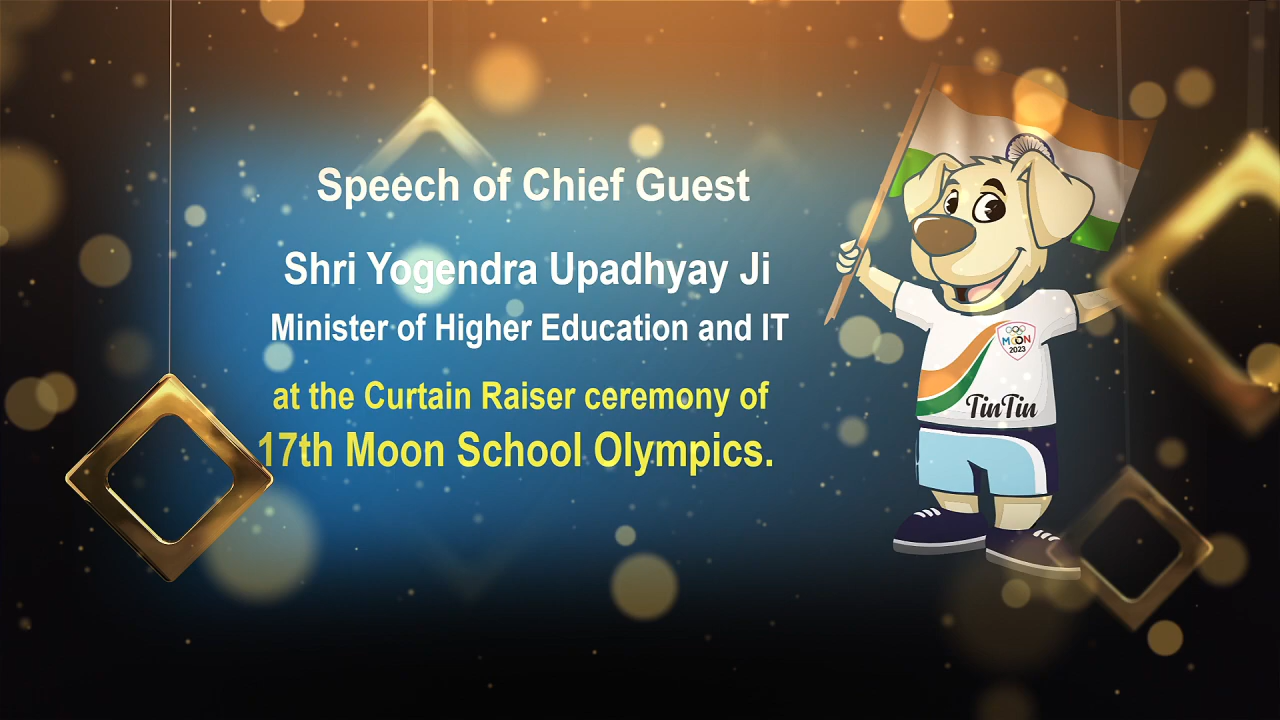 Speech of Chief Guest
Shri Yogendra Upadhyay Ji
Minister of Higher Education and IT
at the Curtain Raiser ceremony of
17th Moon School Olympics.
MOON
2023
TinTin